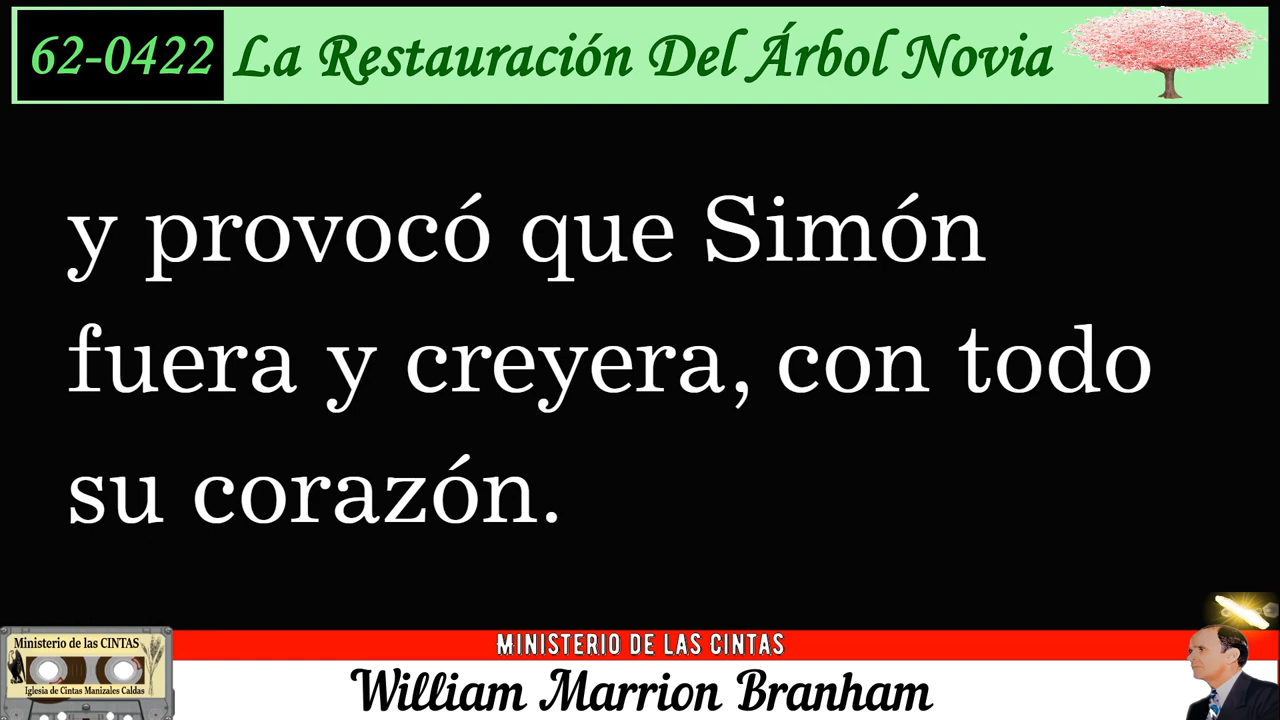 62-0422 La Restauración Del Árbol Novia
y provocó que Simón
fuera y creyera, con todo
su corazón.
MINISTERIO DE LAS CINTAS
William Marrion Branham
Ministerio de las CINTAS
Iglesia de Cintas Manizales Caldas